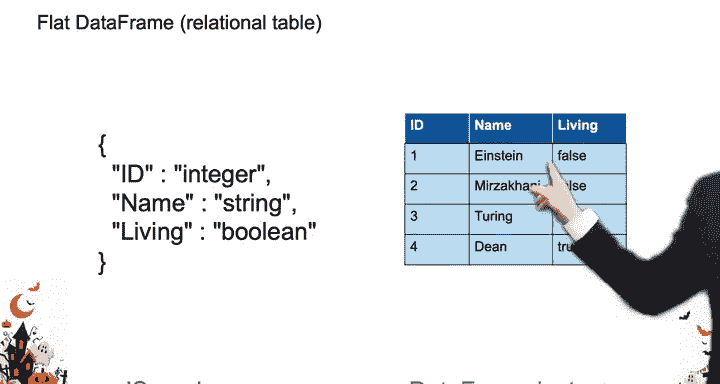 Flat DataFrame (relational table)
{
"ID" : "integer",
"Name" : "string",
"Living" : "boolean"
}
ID Name Living
1 Einstein false
2
3 Turing
4 Dean